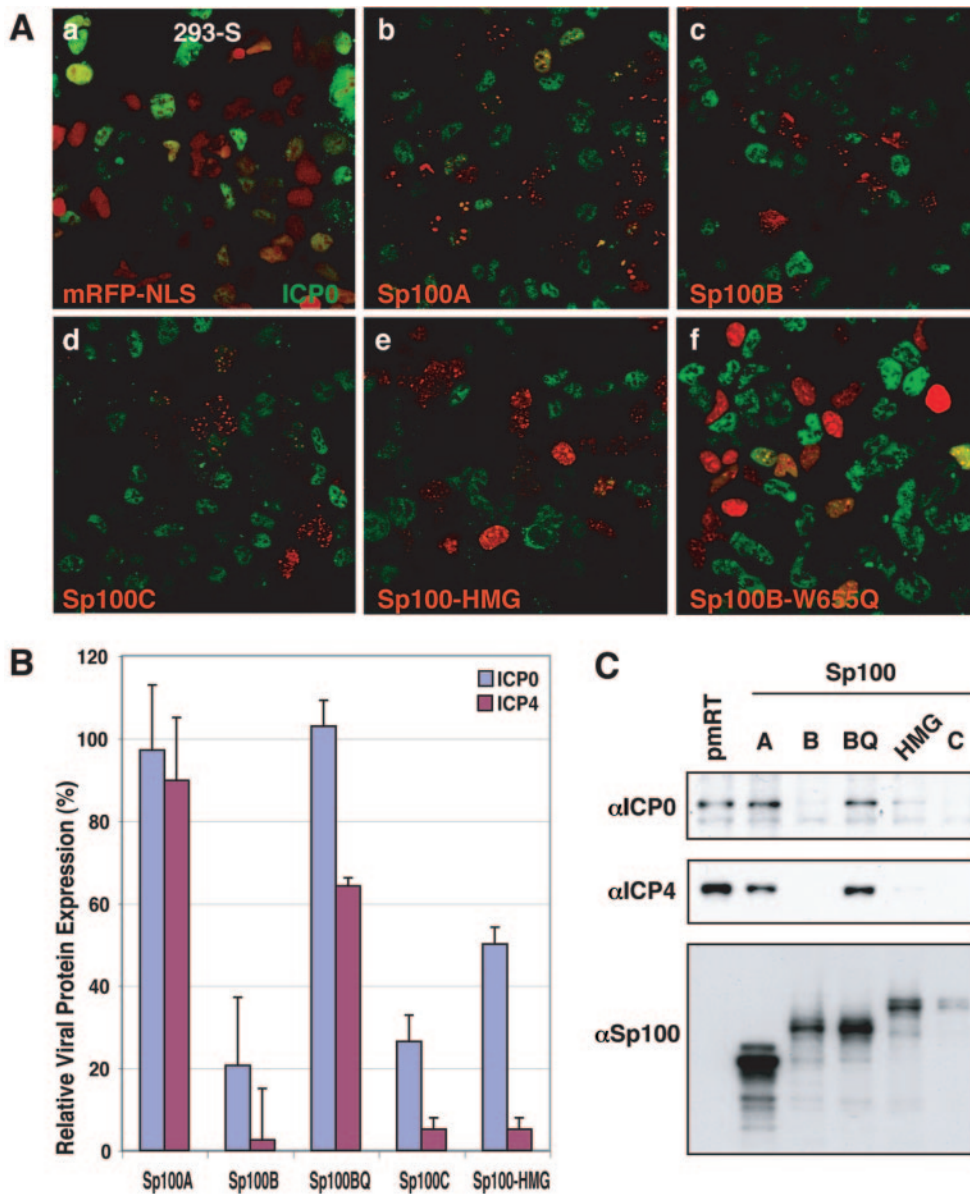 A
a
293-S
mRFP-NLS
ICP0
b
Sp100A
c
Sp100B
d
Sp100C
e
Sp100-HMG
f
Sp100B-W655Q
B
Relative Viral Protein Expression (%)
120
100
80
60
40
20
0
ICP0
ICP4
Sp100A
Sp100B
Sp100BQ
Sp100C
Sp100-HMG
C
Sp100
pmRT
A
B
BQ
HMG
C
αICP0
αICP4
αSp100